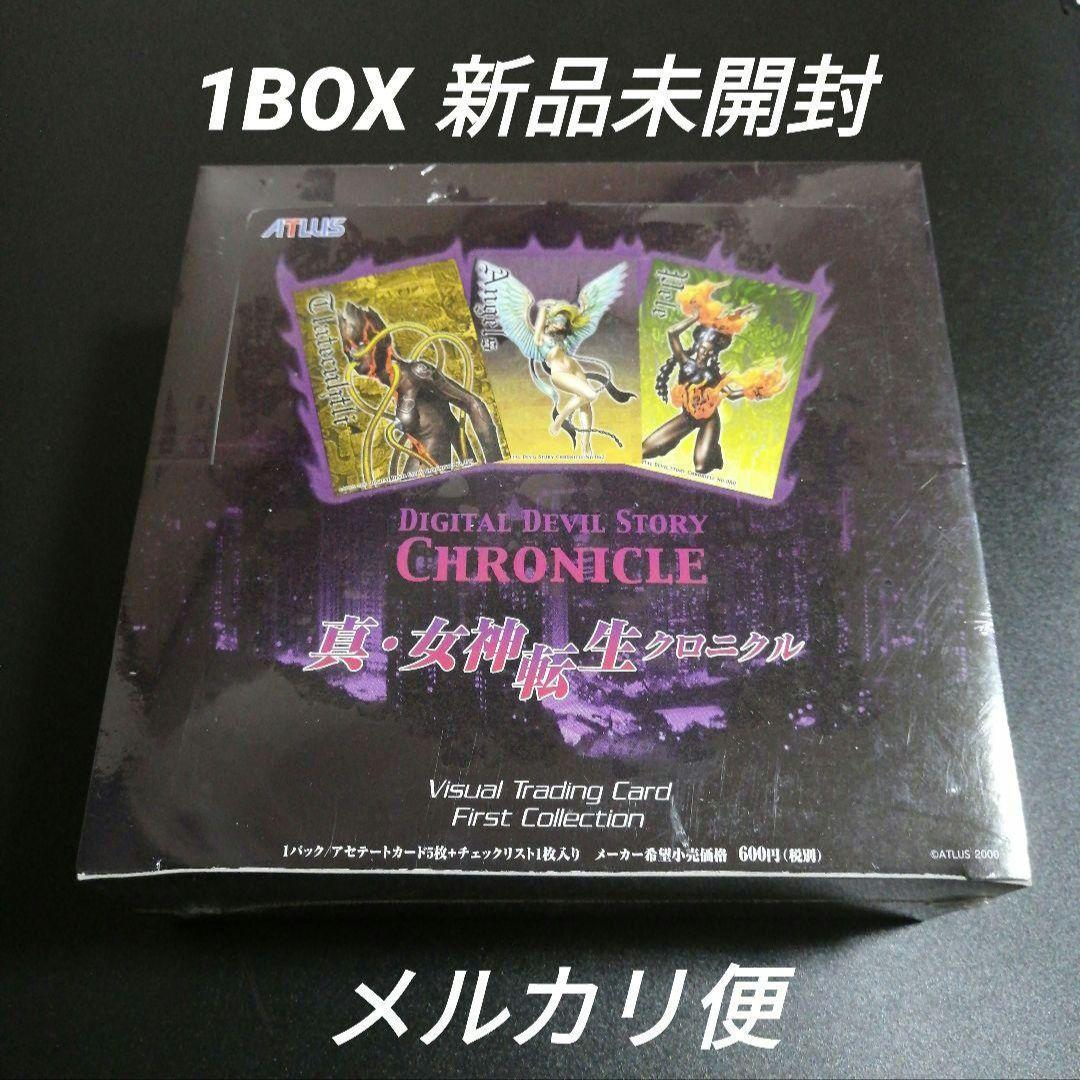 1BOX 新品未開封
ATLUS
Angels
Pele
DIGITAL DEVIL STORY
CHRONICLE
真・女神転生クロニクル
Visual Trading Card
First Collection
1パック/アセテートカード5枚+チェックリスト1枚入り メーカー希望小売価格 600円(税別)
©ATLUS 2000
メルカリ便